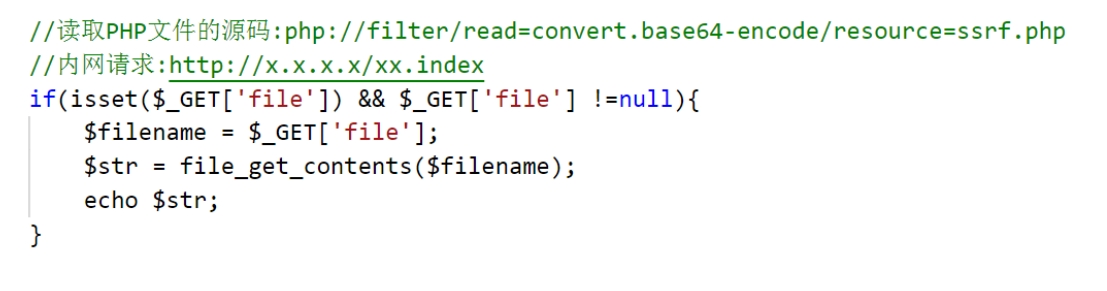 //读取PHP文件的源码:php://filter/read=convert.base64-encode/resource=ssrf.php
//内网请求:http://x.x.x.x/xx.index
if(isset($_GET['file']) && $_GET['file'] !=null){
    $filename = $_GET['file'];
    $str = file_get_contents($filename);
    echo $str;
}